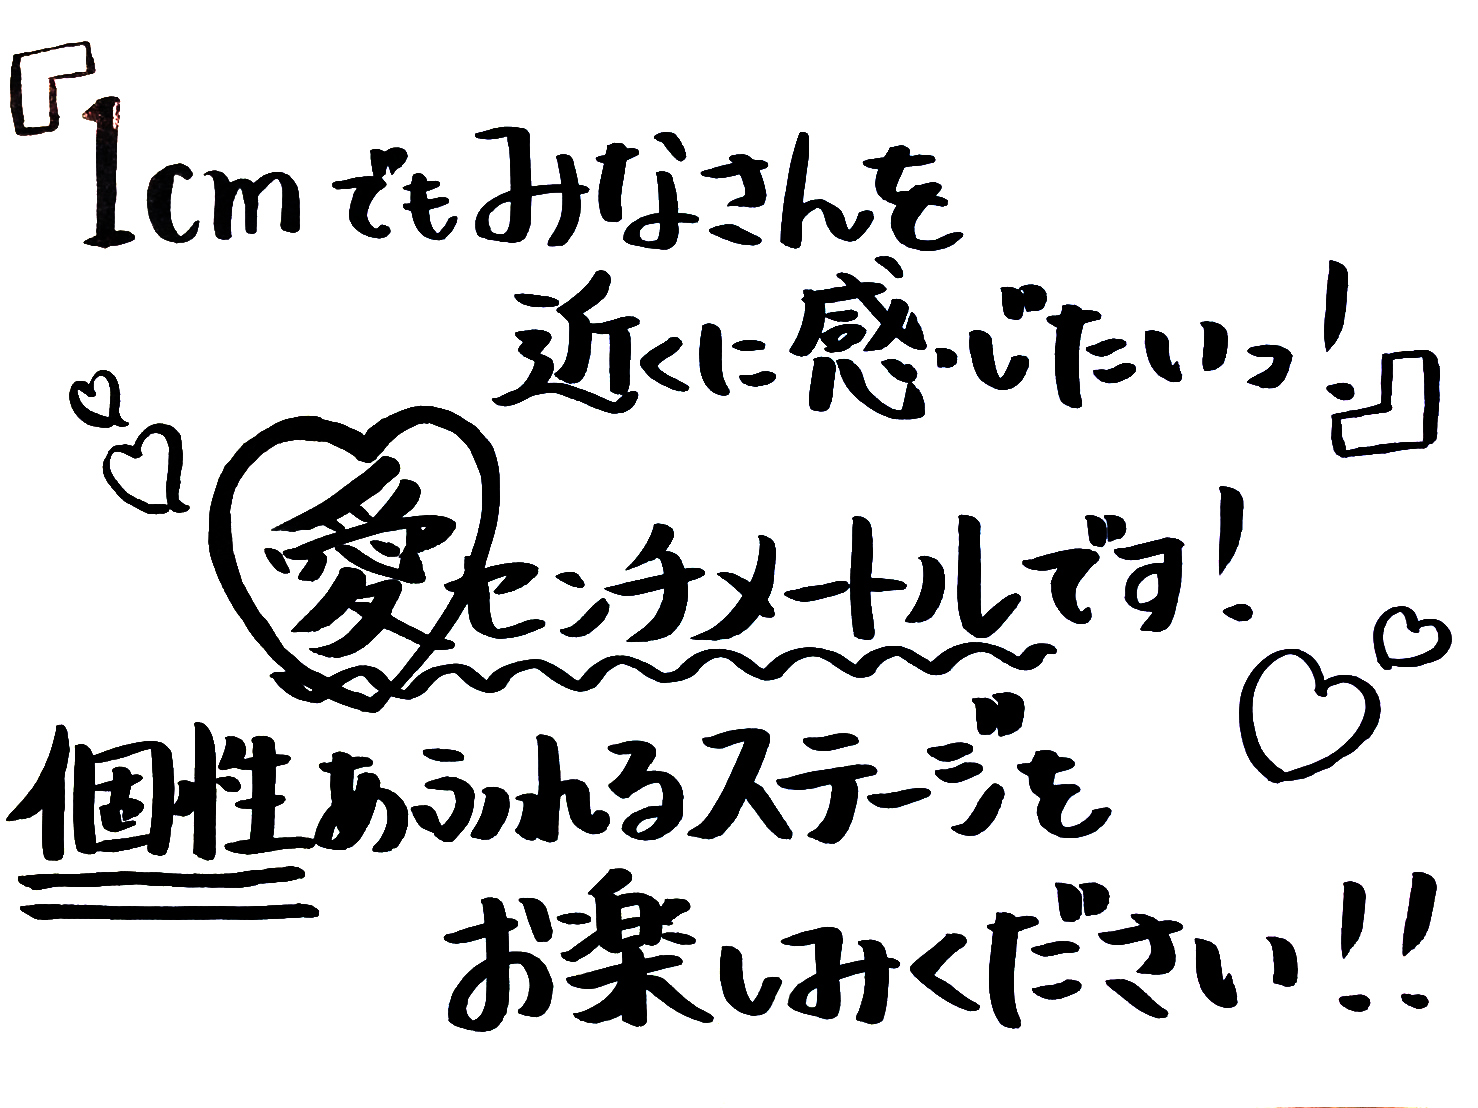 『1cmでもみなさんを
近くに感じたいっ！』
愛センチメートルです！
個性あふれるステージを
お楽しみください！！